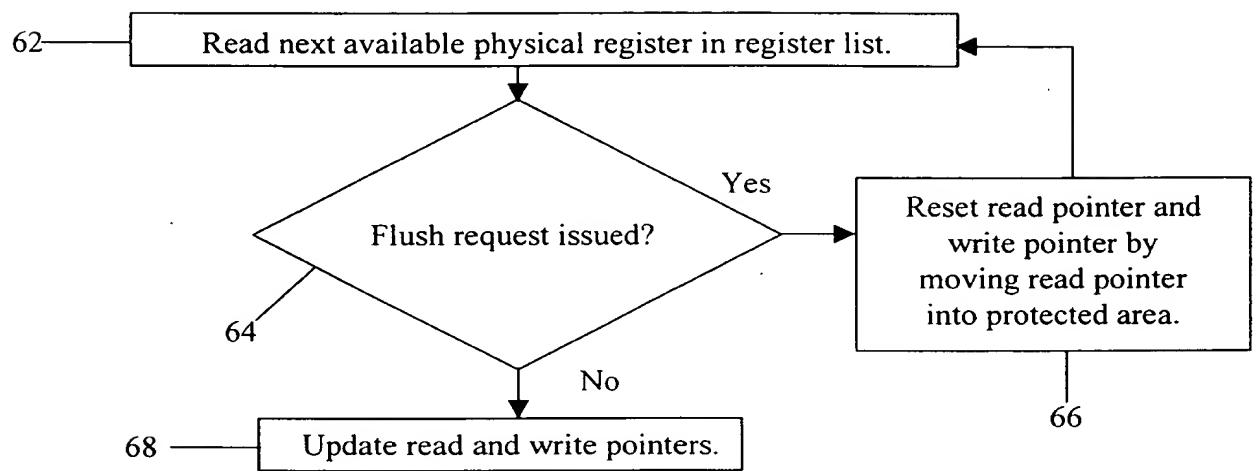 62
Read next available physical register in register list.
Yes
Flush request issued?
Reset read pointer and
write pointer by
moving read pointer
into protected area.
64
No
66
68
Update read and write pointers.